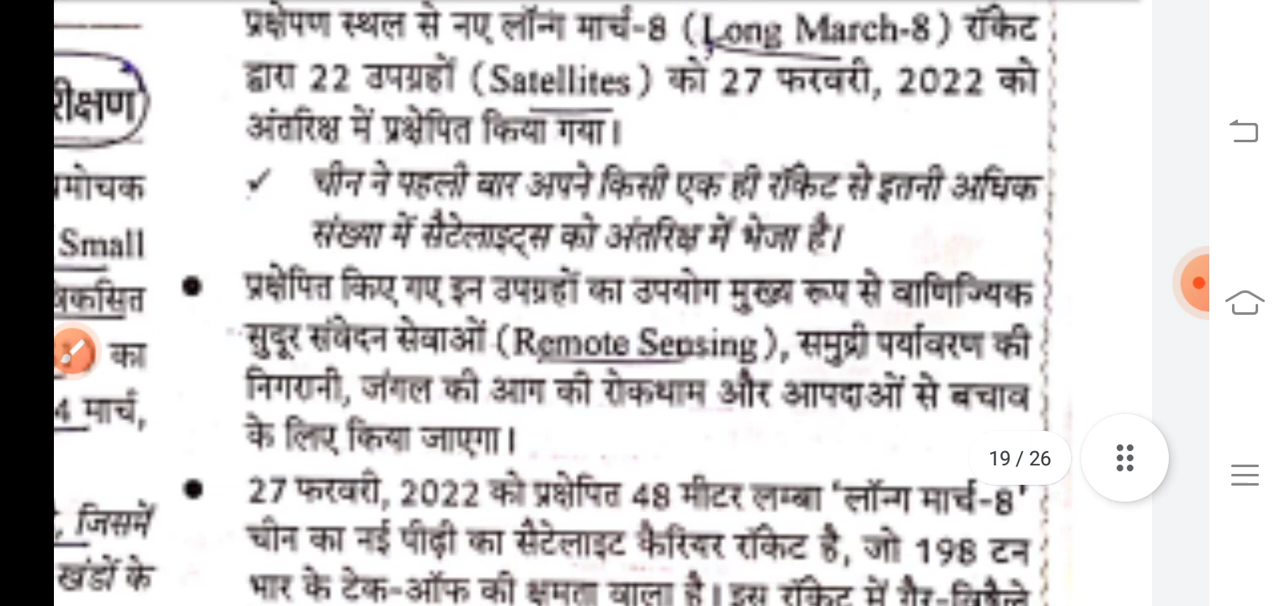 रीक्षण
मोचक
Small
विकसित
का
4 मार्च,
, जिसमें
खंडों के
प्रक्षेपण स्थल से नए लॉन्ग मार्च-8 (Long March-8) रॉकेट
द्वारा 22 उपग्रहों (Satellites) को 27 फरवरी, 2022 को
अंतरिक्ष में प्रक्षेपित किया गया।
✓ चीन ने पहली बार अपने किसी एक ही रॉकेट से इतनी अधिक
संख्या में सैटेलाइट्स को अंतरिक्ष में भेजा है।
● प्रक्षेपित किए गए इन उपग्रहों का उपयोग मुख्य रूप से वाणिज्यिक
सुदूर संवेदन सेवाओं (Remote Sensing), समुद्री पर्यावरण की
निगरानी, जंगल की आग की रोकथाम और आपदाओं से बचाव
के लिए किया जाएगा।
● 27 फरवरी, 2022 को प्रक्षेपित 48 मीटर लम्बा ‘लॉन्ग मार्च-8’
चीन का नई पीढ़ी का सैटेलाइट कैरियर रॉकेट है, जो 198 टन
भार के टेक-ऑफ की क्षमता वाला है। इस रॉकेट में गैर-विषैले
19 / 26